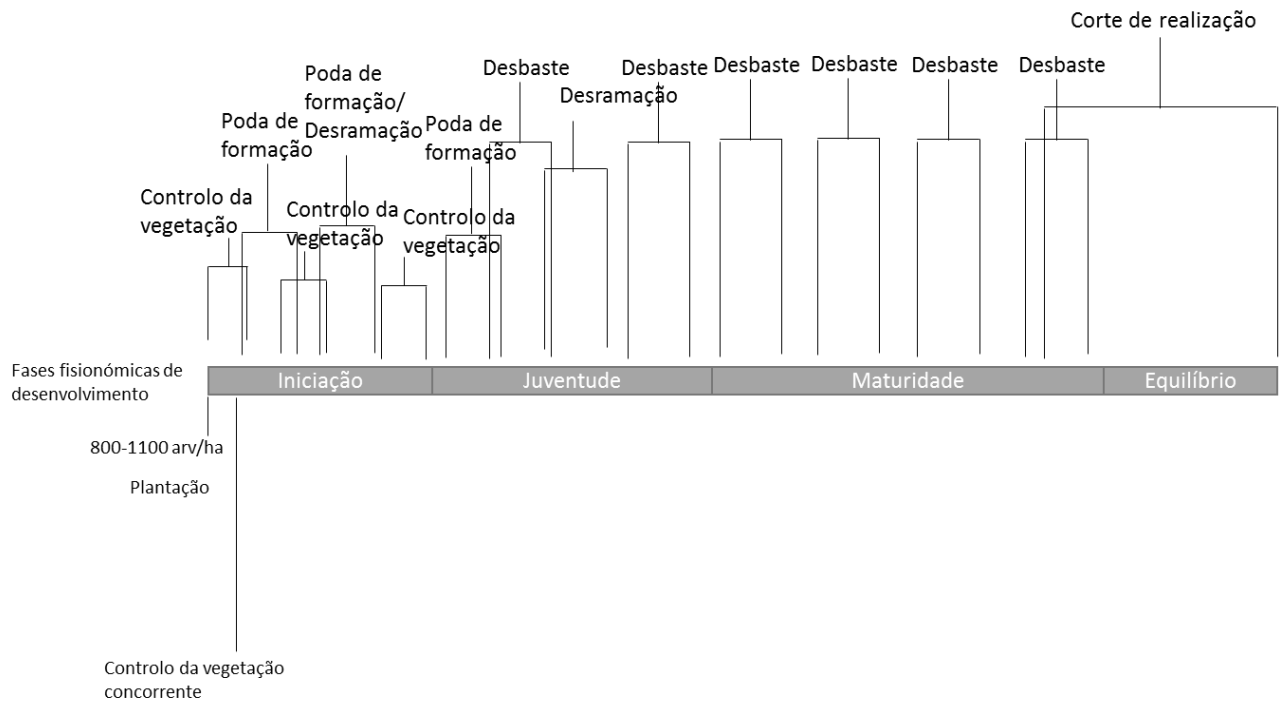 Corte de realização
Desbaste
Desbaste
Desbaste
Desbaste
Desbaste
Desbaste
Desramação
Poda de
formação/
Desramação
Poda de
formação
Poda de
formação
Controlo da
vegetação
Controlo da
vegetação
Controlo da
vegetação
Fases fisionómicas de
desenvolvimento
Iniciação
Juventude
Maturidade
Equilíbrio
800-1100 arv/ha
Plantação
Controlo da vegetação
concorrente